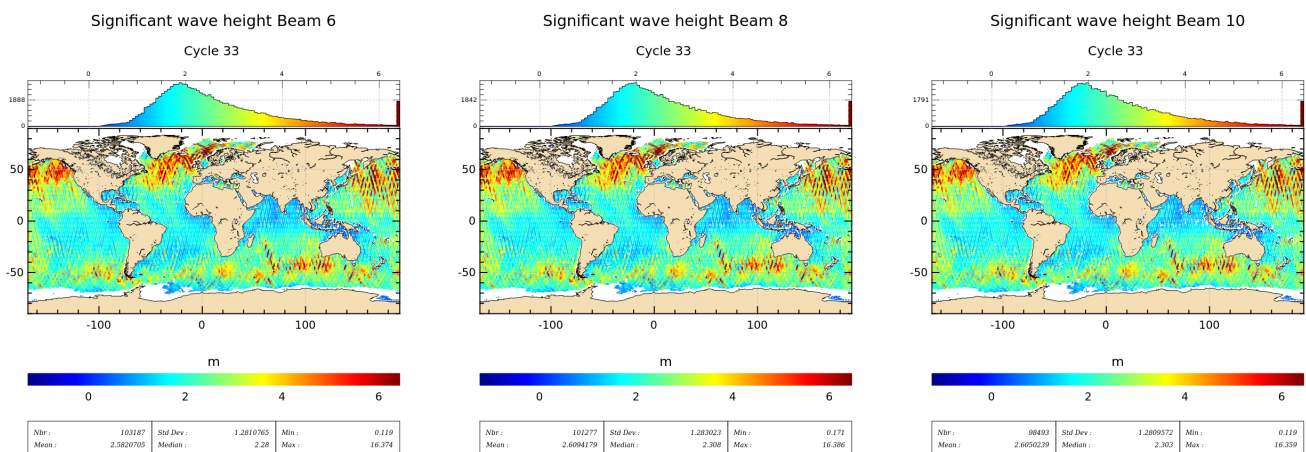 Significant wave height Beam 6
Cycle 33
0 2 4 6
1888
0
50
0
-50
-100 0 100
m
0 2 4 6
Nbr : 103187 Std Dev : 1.2810765 Min : 0.119
Mean : 2.5820705 Median : 2.28 Max : 16.374
Significant wave height Beam 8
Cycle 33
0 2 4 6
1842
0
50
0
-50
-100 0 100
m
0 2 4 6
Nbr : 101277 Std Dev : 1.283023 Min : 0.171
Mean : 2.6094179 Median : 2.308 Max : 16.386
Significant wave height Beam 10
Cycle 33
0 2 4 6
1791
0
50
0
-50
-100 0 100
m
0 2 4 6
Nbr : 98493 Std Dev : 1.2809572 Min : 0.119
Mean : 2.6050239 Median : 2.303 Max : 16.359